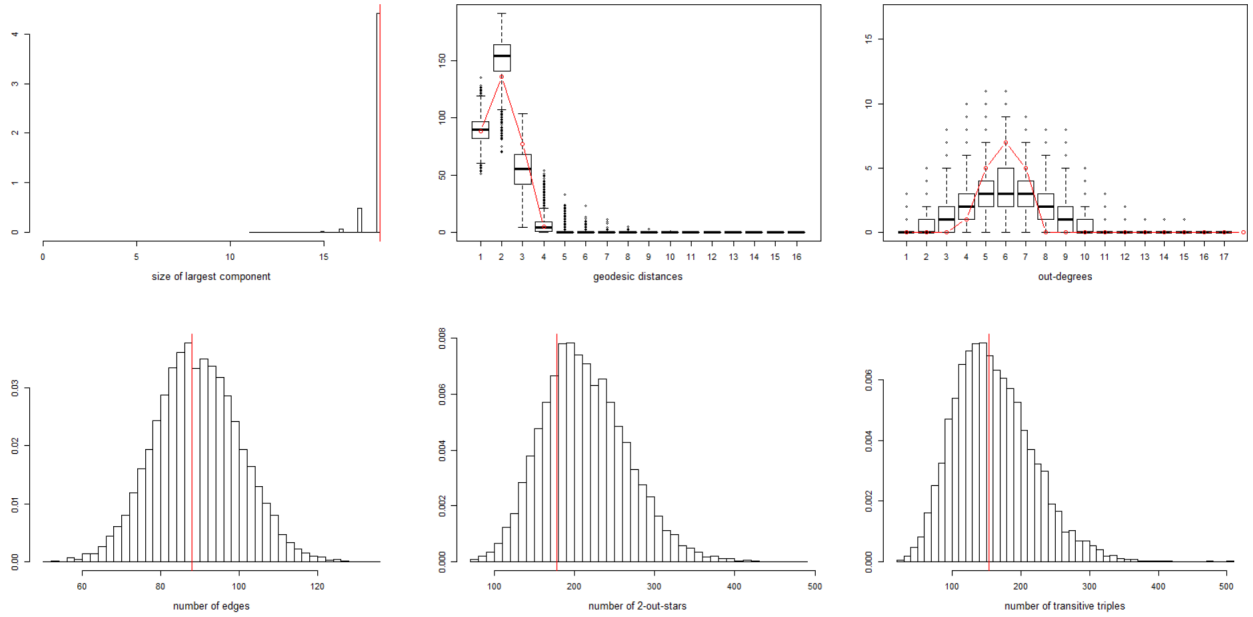 4
3
2
1
0
0 5 10 15
size of largest component
150
100
50
0
1 2 3 4 5 6 7 8 9 10 11 12 13 14 15 16
geodesic distances
15
10
5
0
1 2 3 4 5 6 7 8 9 10 11 12 13 14 15 16 17
out-degrees
0.03
0.02
0.01
0.00
60 80 100 120
number of edges
0.008
0.006
0.004
0.002
0.000
100 200 300 400 500
number of 2-out-stars
0.006
0.004
0.002
0.000
100 200 300 400 500
number of transitive triples